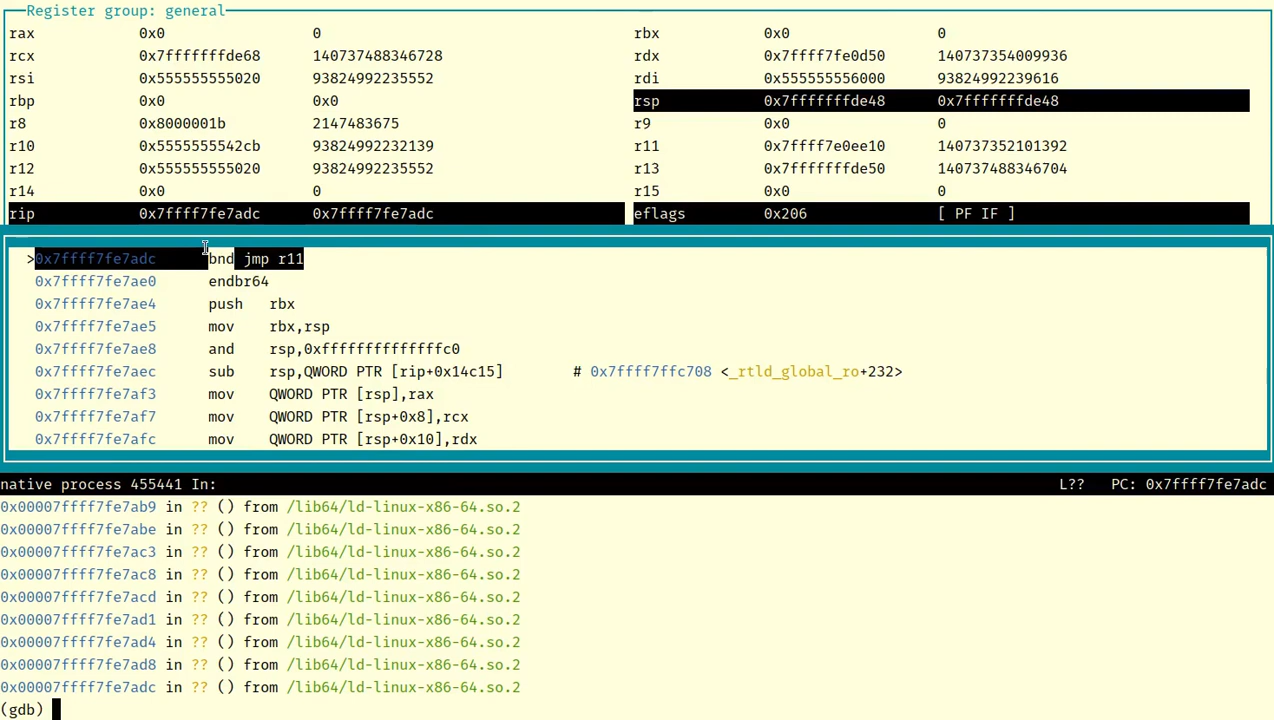 Register group: general
rax 0x0 0 rbx 0x0 0
rcx 0x7fffffffde68 140737488346728 rdx 0x7ffff7fe0d50 140737354009936
rsi 0x555555555020 93824992235552 rdi 0x555555556000 93824992239616
rbp 0x0 0x0 rsp 0x7fffffffde48 0x7fffffffde48
r8 0x8000001b 2147483675 r9 0x0 0
r10 0x5555555542cb 93824992232139 r11 0x7ffff7e0ee10 140737352101392
r12 0x555555555020 93824992235552 r13 0x7fffffffde50 140737488346704
r14 0x0 0 r15 0x0 0
rip 0x7ffff7fe7adc 0x7ffff7fe7adc eflags 0x206 [ PF IF ]
>0x7ffff7fe7adc bnd jmp r11
0x7ffff7fe7ae0 endbr64
0x7ffff7fe7ae4 push rbx
0x7ffff7fe7ae5 mov rbx,rsp
0x7ffff7fe7ae8 and rsp,0xffffffffffffffc0
0x7ffff7fe7aec sub rsp,QWORD PTR [rip+0x14c15] # 0x7ffff7ffc708 <_rtld_global_ro+232>
0x7ffff7fe7af3 mov QWORD PTR [rsp],rax
0x7ffff7fe7af7 mov QWORD PTR [rsp+0x8],rcx
0x7ffff7fe7afc mov QWORD PTR [rsp+0x10],rdx
native process 455441 In: L?? PC: 0x7ffff7fe7adc
0x00007ffff7fe7ab9 in ?? () from /lib64/ld-linux-x86-64.so.2
0x00007ffff7fe7abe in ?? () from /lib64/ld-linux-x86-64.so.2
0x00007ffff7fe7ac3 in ?? () from /lib64/ld-linux-x86-64.so.2
0x00007ffff7fe7ac8 in ?? () from /lib64/ld-linux-x86-64.so.2
0x00007ffff7fe7acd in ?? () from /lib64/ld-linux-x86-64.so.2
0x00007ffff7fe7ad1 in ?? () from /lib64/ld-linux-x86-64.so.2
0x00007ffff7fe7ad4 in ?? () from /lib64/ld-linux-x86-64.so.2
0x00007ffff7fe7ad8 in ?? () from /lib64/ld-linux-x86-64.so.2
0x00007ffff7fe7adc in ?? () from /lib64/ld-linux-x86-64.so.2
(gdb)